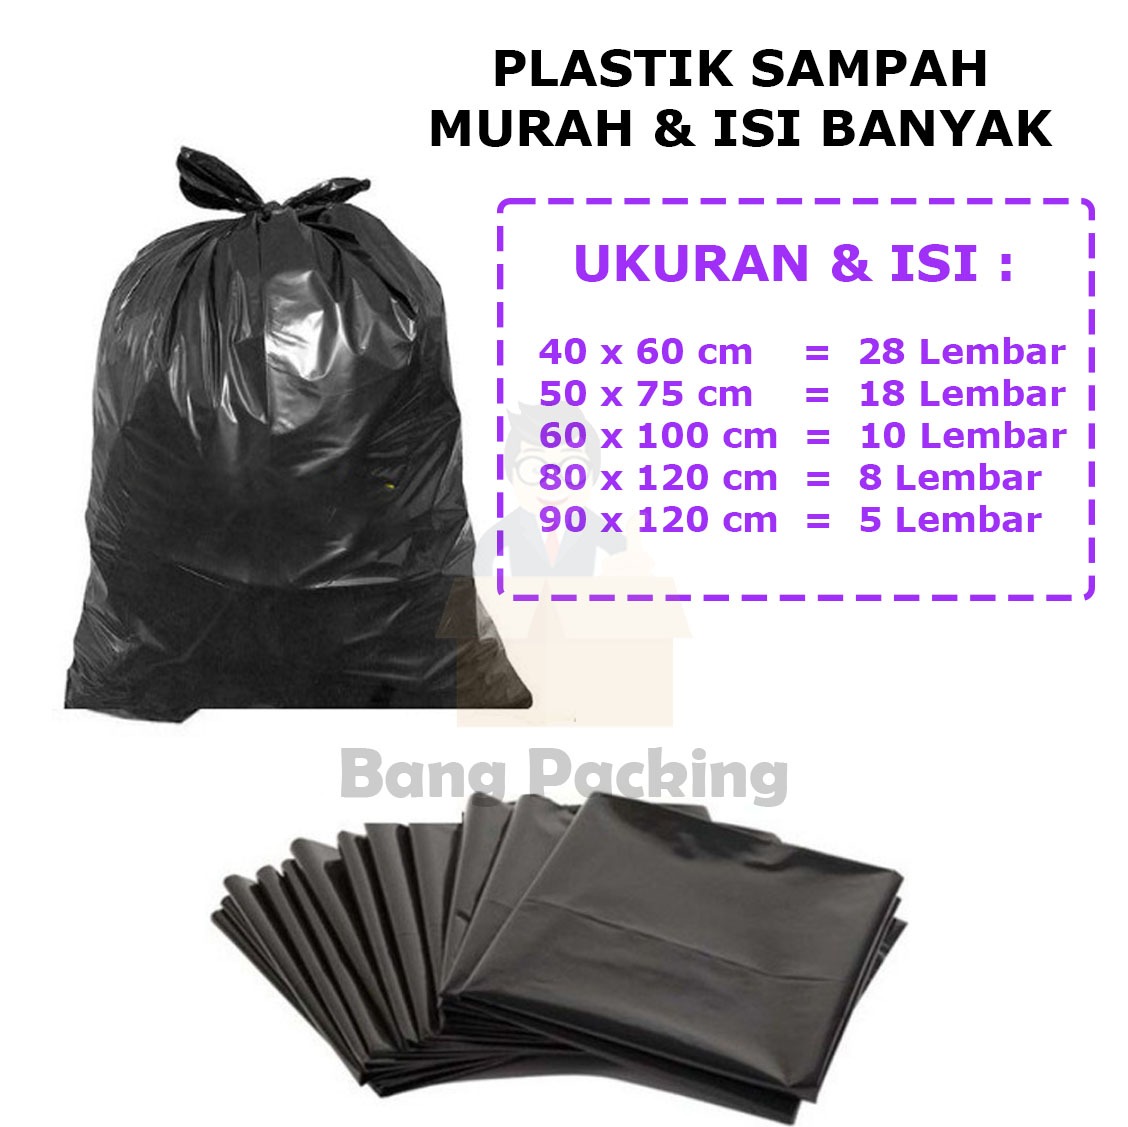 PLASTIK SAMPAH
MURAH & ISI BANYAK
UKURAN & ISI :
40 x 60 cm = 28 Lembar
50 x 75 cm = 18 Lembar
60 x 100 cm = 10 Lembar
80 x 120 cm = 8 Lembar
90 x 120 cm = 5 Lembar
Bang Packing